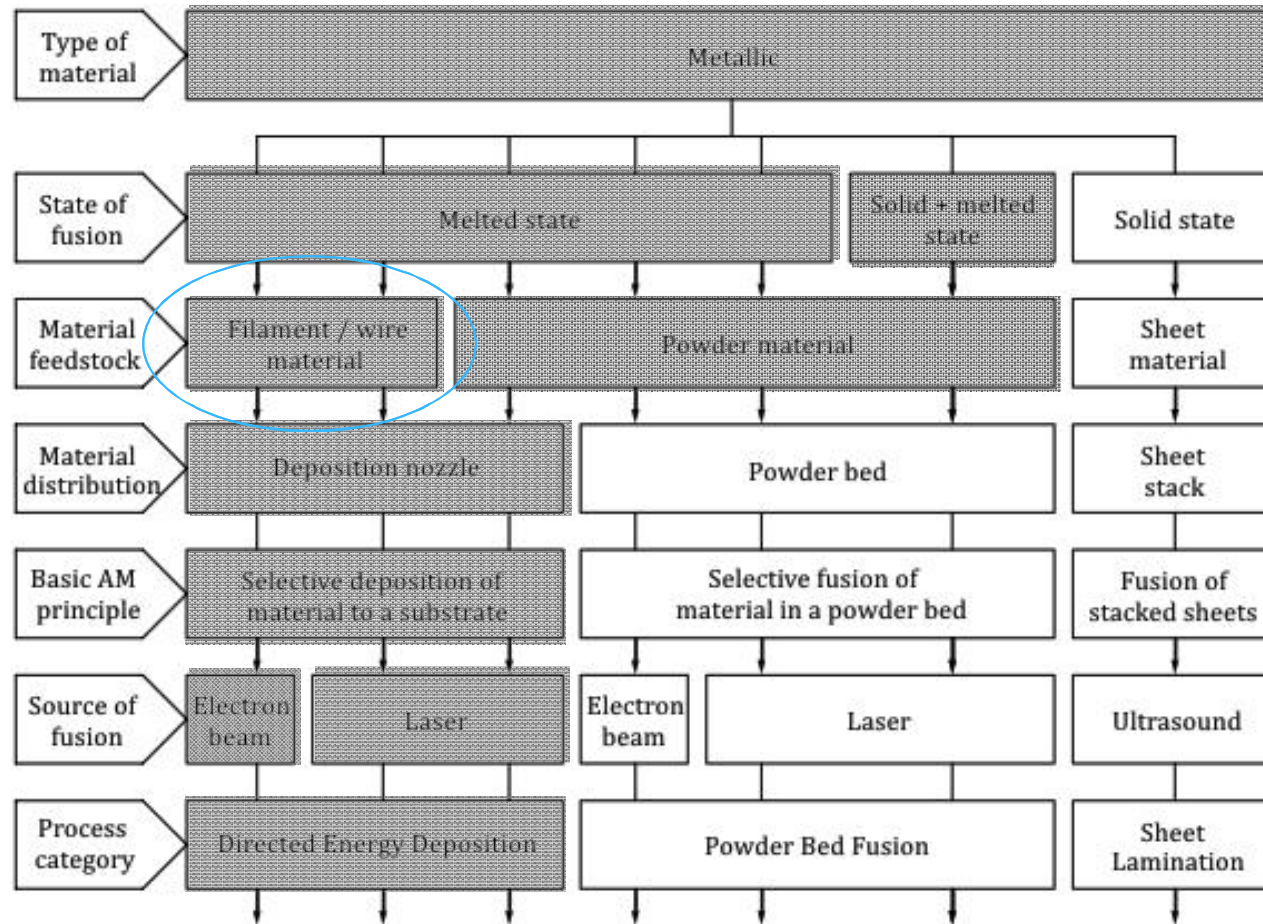 Type of
material
Metallic
State of
fusion
Melted state
Solid + melted
state
Solid state
Material
feedstock
Filament / wire
material
Powder material
Sheet
material
Material
distribution
Deposition nozzle
Powder bed
Sheet
stack
Basic AM
principle
Selective deposition of
material to a substrate
Selective fusion of
material in a powder bed
Fusion of
stacked sheets
Source of
fusion
Electron
beam
Laser
Electron
beam
Laser
Ultrasound
Process
category
Directed Energy Deposition
Powder Bed Fusion
Sheet
Lamination